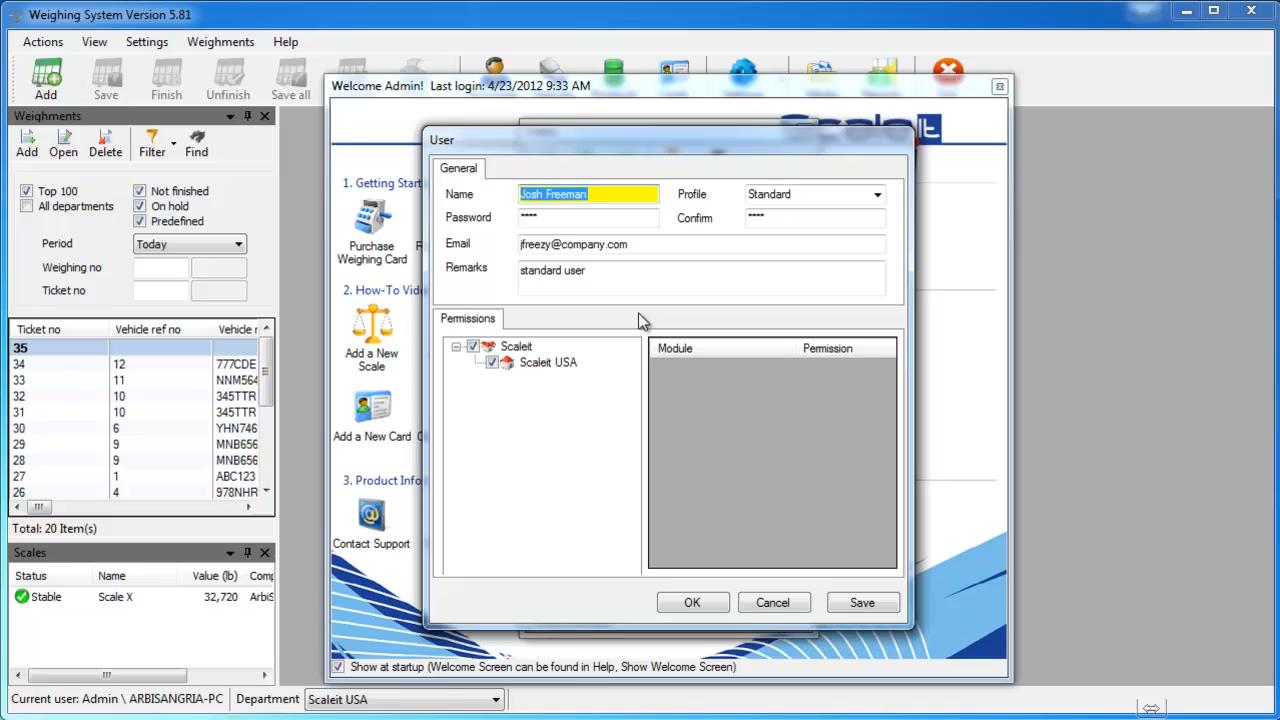 Weighing System Version 5.81
Actions View Settings Weighments Help
Add Save Finish Unfinish Save all
Weighments
Add Open Delete Filter Find
Top 100 Not finished
All departments On hold
Predefined
Period Today
Weighing no
Ticket no
Ticket no Vehicle ref no Vehicle r
35
34 12 777CDE
33 11 NNM564
32 10 345TTR
31 10 345TTR
30 6 YHN746
29 9 MNB656
28 9 MNB656
27 1 ABC123
26 4 978NHR
Total: 20 Item(s)
Scales
Status Name Value (lb) Comp
Stable Scale X 32,720 ArbiS
Current user: Admin \ ARBISANGRIA-PC Department Scaleit USA
Welcome Admin! Last login: 4/23/2012 9:33 AM
Scaleit
1. Getting Start
Purchase
Weighing Card
2. How-To Vid
Add a New
Scale
Add a New Card
3. Product Info
Contact Support
Show at startup (Welcome Screen can be found in Help, Show Welcome Screen)
User
General
Name Josh Freeman Profile Standard
Password **** Confirm ****
Email jfreezy@company.com
Remarks standard user
Permissions
Scaleit
Scaleit USA
Module Permission
OK Cancel Save